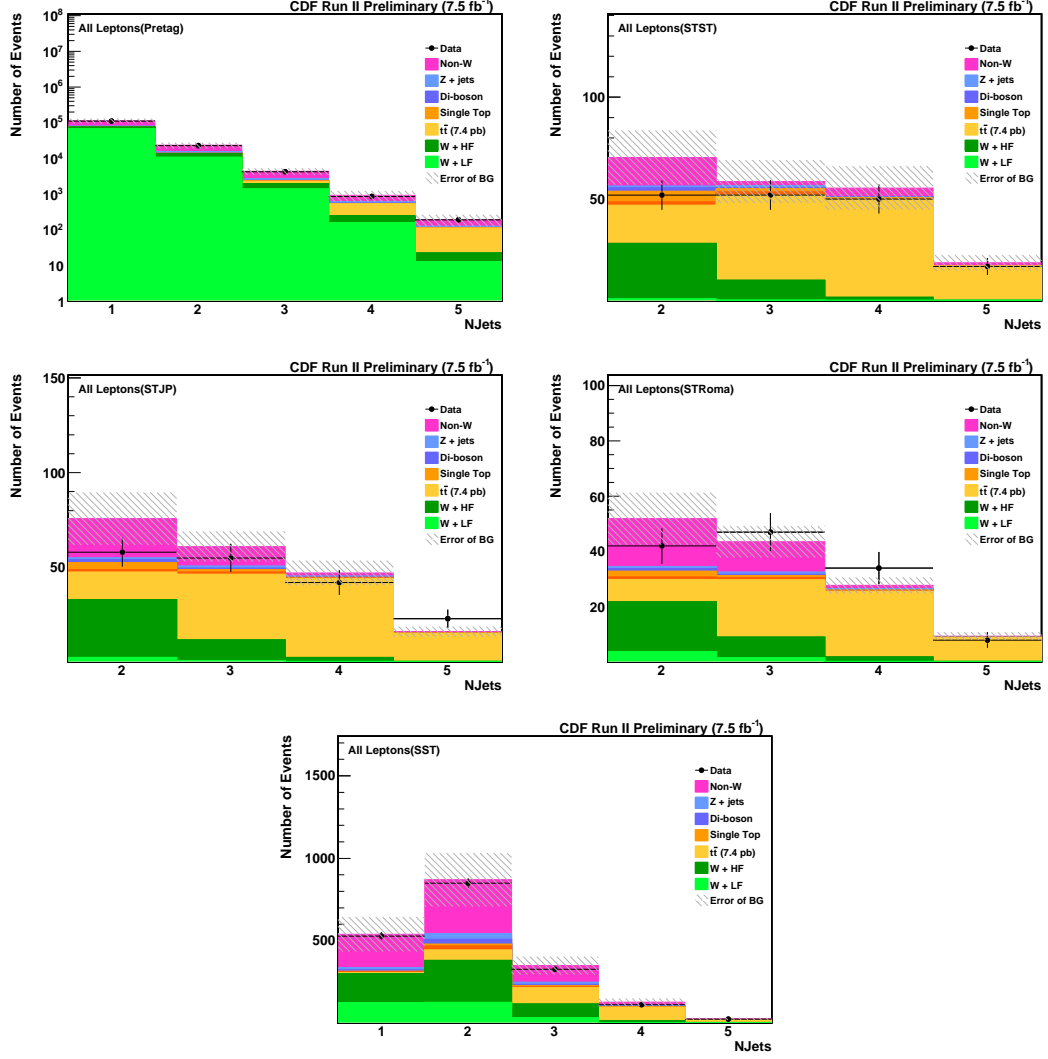 CDF Run II Preliminary (7.5 fb⁻¹)
All Leptons(Pretag)
Number of Events
10⁸
10⁷
10⁶
10⁵
10⁴
10³
10²
10
1
Data
Non-W
Z + jets
Di-boson
Single Top
tt̄ (7.4 pb)
W + HF
W + LF
Error of BG
1 2 3 4 5
NJets
CDF Run II Preliminary (7.5 fb⁻¹)
All Leptons(STST)
Number of Events
100
50
Data
Non-W
Z + jets
Di-boson
Single Top
tt̄ (7.4 pb)
W + HF
W + LF
Error of BG
2 3 4 5
NJets
CDF Run II Preliminary (7.5 fb⁻¹)
All Leptons(STJP)
Number of Events
150
100
50
Data
Non-W
Z + jets
Di-boson
Single Top
tt̄ (7.4 pb)
W + HF
W + LF
Error of BG
2 3 4 5
NJets
CDF Run II Preliminary (7.5 fb⁻¹)
All Leptons(STRoma)
Number of Events
100
80
60
40
20
Data
Non-W
Z + jets
Di-boson
Single Top
tt̄ (7.4 pb)
W + HF
W + LF
Error of BG
2 3 4 5
NJets
CDF Run II Preliminary (7.5 fb⁻¹)
All Leptons(SST)
Number of Events
1500
1000
500
Data
Non-W
Z + jets
Di-boson
Single Top
tt̄ (7.4 pb)
W + HF
W + LF
Error of BG
1 2 3 4 5
NJets